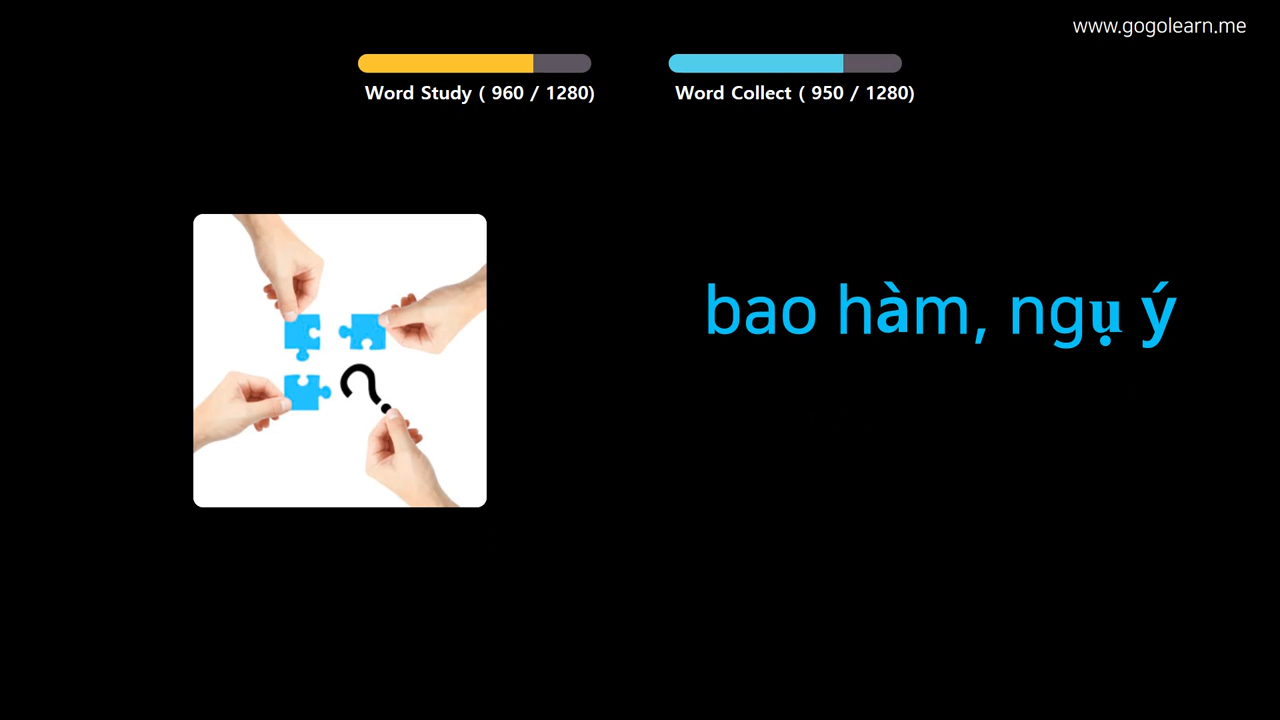 www.gogolearn.me
Word Study ( 960 / 1280)
Word Collect ( 950 / 1280)
bao hàm, ngụ ý
?